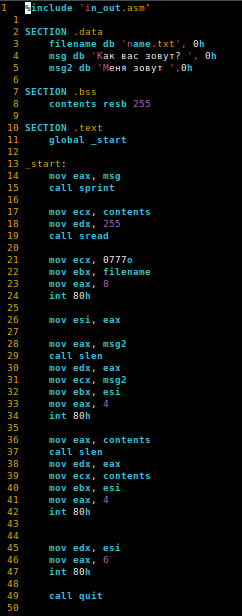 1 %include 'in_out.asm'
1
2 SECTION .data
3 filename db 'name.txt', 0h
4 msg db 'Как вас зовут? ', 0h
5 msg2 db 'Меня зовут ',0h
6
7 SECTION .bss
8 contents resb 255
9
10 SECTION .text
11 global _start
12
13 _start:
14 mov eax, msg
15 call sprint
16
17 mov ecx, contents
18 mov edx, 255
19 call sread
20
21 mov ecx, 0777o
22 mov ebx, filename
23 mov eax, 8
24 int 80h
25
26 mov esi, eax
27
28 mov eax, msg2
29 call slen
30 mov edx, eax
31 mov ecx, msg2
32 mov ebx, esi
33 mov eax, 4
34 int 80h
35
36 mov eax, contents
37 call slen
38 mov edx, eax
39 mov ecx, contents
40 mov ebx, esi
41 mov eax, 4
42 int 80h
43
44
45 mov edx, esi
46 mov eax, 6
47 int 80h
48
49 call quit
50